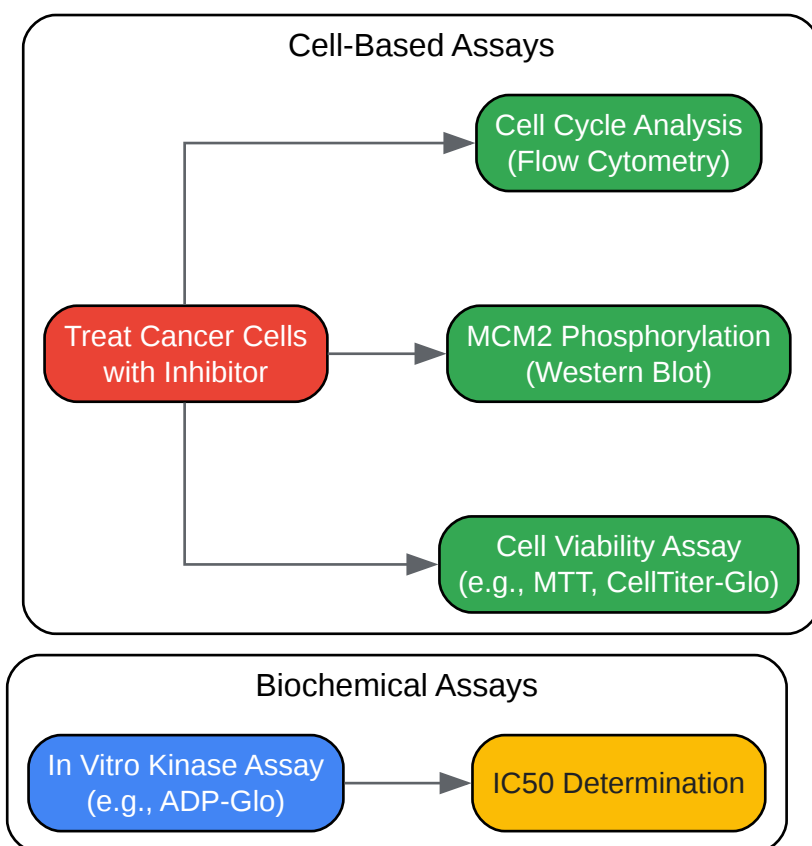 Cell-Based Assays
Cell Cycle Analysis
(Flow Cytometry)
Treat Cancer Cells
with Inhibitor
MCM2 Phosphorylation
(Western Blot)
Cell Viability Assay
(e.g., MTT, CellTiter-Glo)
Biochemical Assays
In Vitro Kinase Assay
(e.g., ADP-Glo)
IC50 Determination